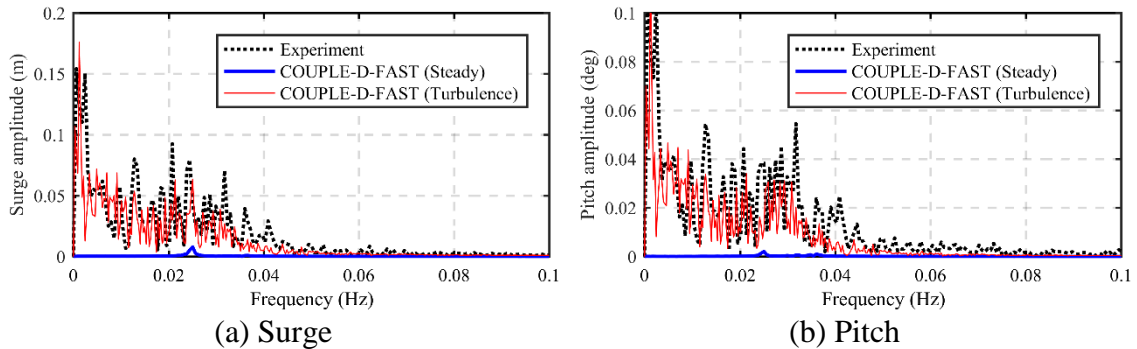 0.2
0.15
0.1
0.05
0
Surge amplitude (m)
Experiment
COUPLE-D-FAST (Steady)
COUPLE-D-FAST (Turbulence)
0 0.02 0.04 0.06 0.08 0.1
Frequency (Hz)
(a) Surge
0.1
0.08
0.06
0.04
0.02
0
Pitch amplitude (deg)
Experiment
COUPLE-D-FAST (Steady)
COUPLE-D-FAST (Turbulence)
0 0.02 0.04 0.06 0.08 0.1
Frequency (Hz)
(b) Pitch